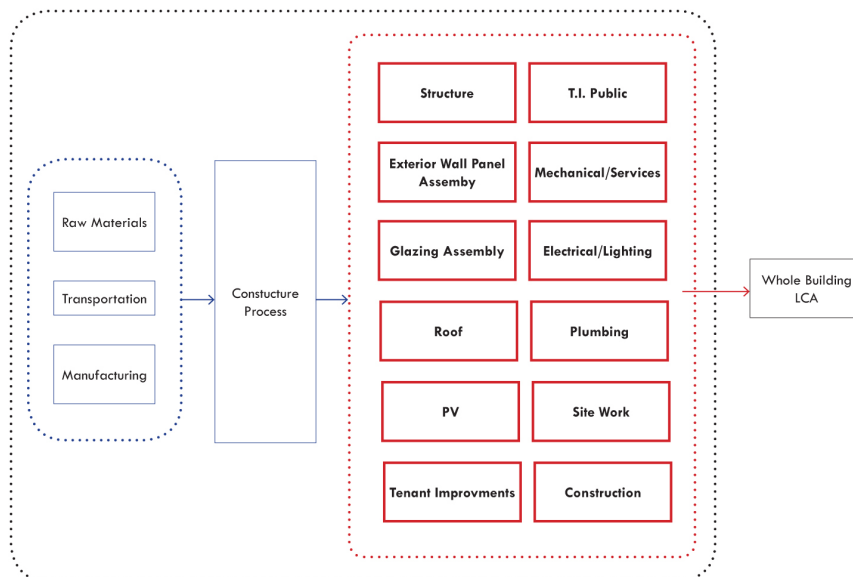 Raw Materials
Transportation
Manufacturing
Constucture
Process
Structure
T.I. Public
Exterior Wall Panel
Assemby
Mechanical/Services
Glazing Assembly
Electrical/Lighting
Roof
Plumbing
PV
Site Work
Tenant Improvments
Construction
Whole Building
LCA